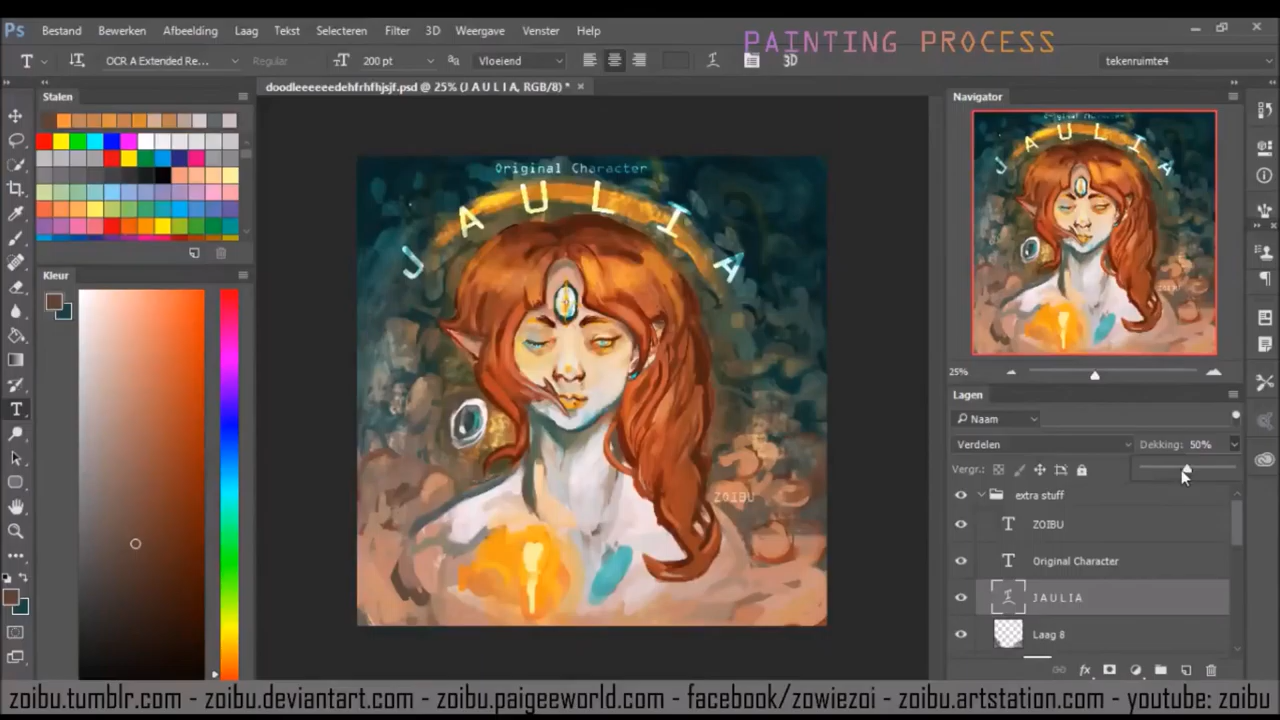 Ps Bestand Bewerken Afbeelding Laag Tekst Selecteren Filter 3D Weergave Venster Help
PAINTING PROCESS
T OCR A Extended Re... Regular 200 pt Vloeiend 3D tekenruimte4
doodleeeeeedehfrhfhjsjf.psd @ 25% (J A U L I A, RGB/8) *
Stalen
Navigator
Original Character
J A U L I A
Original Character
J A U L I A
Kleur
25%
Lagen
Naam
Verdelen Dekking: 50%
Vergr.:
extra stuff
ZOIBU
T ZOIBU
T Original Character
J A U L I A
Laag 8
fx
zoibu.tumblr.com - zoibu.deviantart.com - zoibu.paigeeworld.com - facebook/zowiezoi - zoibu.artstation.com - youtube: zoibu